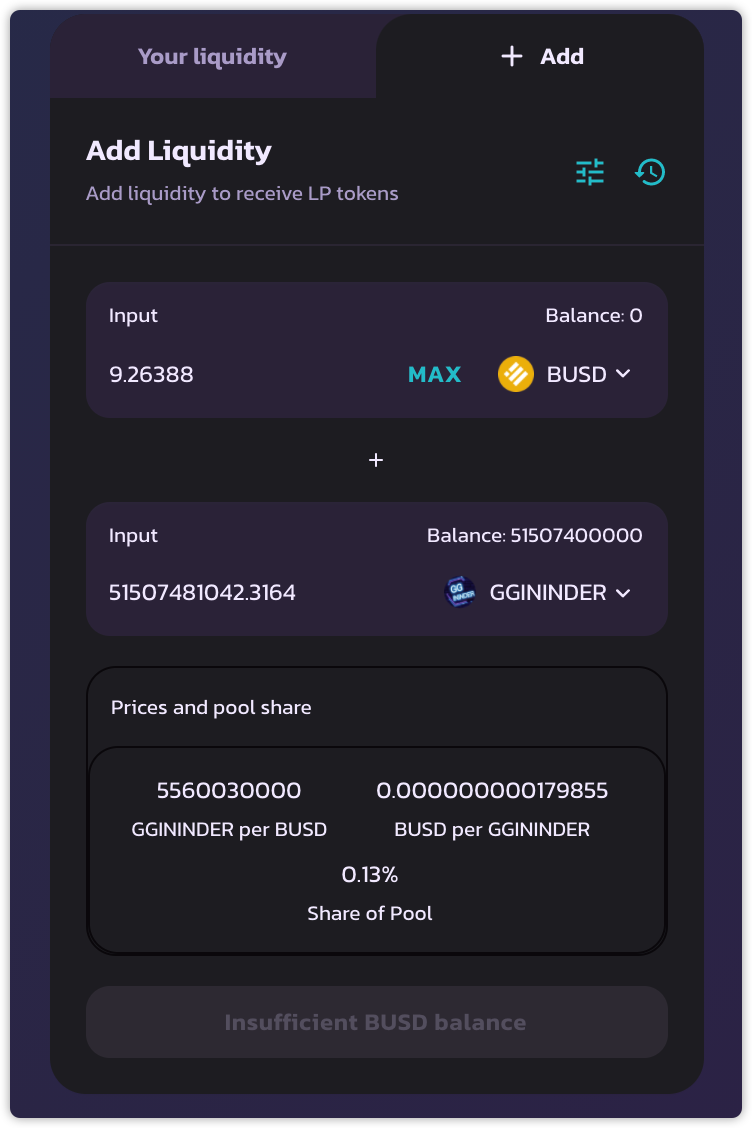 Your liquidity
+ Add
Add Liquidity
Add liquidity to receive LP tokens
Input Balance: 0
9.26388 MAX BUSD
+
Input Balance: 51507400000
51507481042.3164 GG ININDER GGININDER
Prices and pool share
5560030000 0.000000000179855
GGININDER per BUSD BUSD per GGININDER
0.13%
Share of Pool
Insufficient BUSD balance